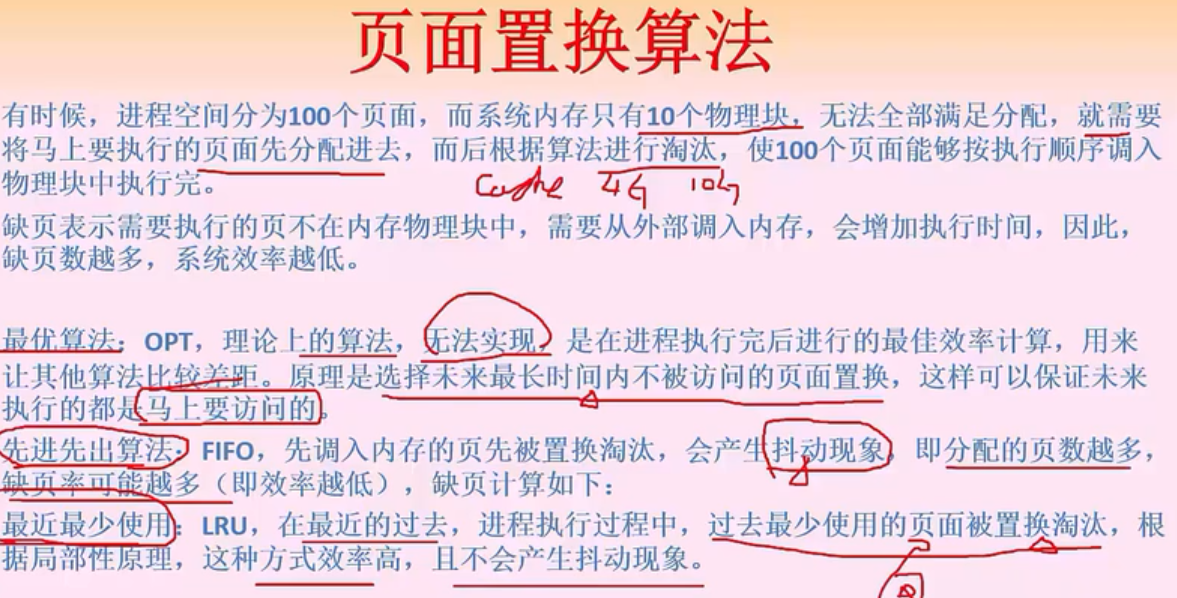 页面置换算法
有时候，进程空间分为100个页面，而系统内存只有10个物理块，无法全部满足分配，就需要
将马上要执行的页面先分配进去，而后根据算法进行淘汰，使100个页面能够按执行顺序调入
物理块中执行完。
4G 10G
缺页表示需要执行的页不在内存物理块中，需要从外部调入内存，会增加执行时间，因此，
缺页数越多，系统效率越低。
最优算法：OPT，理论上的算法，无法实现，是在进程执行完后进行的最佳效率计算，用来
让其他算法比较差距。原理是选择未来最长时间内不被访问的页面置换，这样可以保证未来
执行的都是马上要访问的。
先进先出算法：FIFO，先调入内存的页先被置换淘汰，会产生抖动现象，即分配的页数越多，
缺页率可能越多（即效率越低），缺页计算如下：
最近最少使用：LRU，在最近的过去，进程执行过程中，过去最少使用的页面被置换淘汰，根
据局部性原理，这种方式效率高，且不会产生抖动现象。